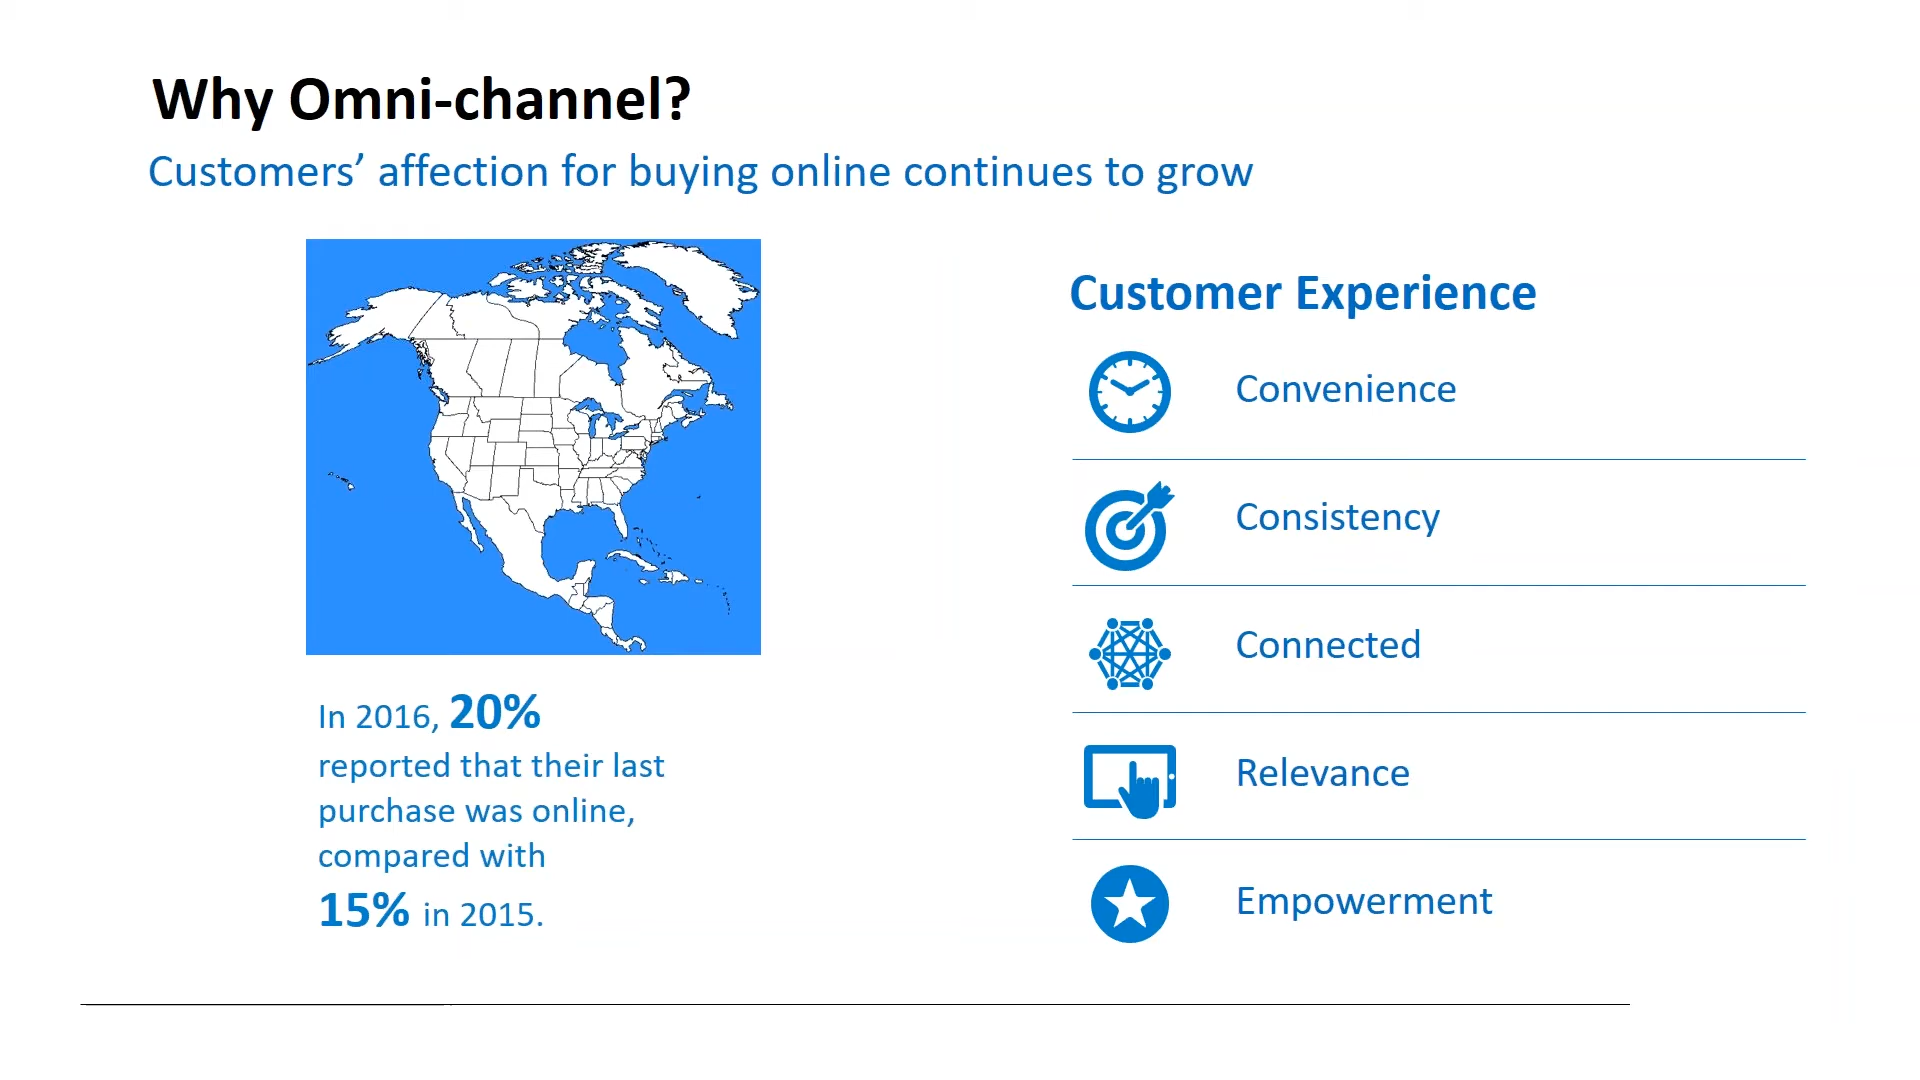 Why Omni-channel?
Customers’ affection for buying online continues to grow
In 2016, 20%
reported that their last
purchase was online,
compared with
15% in 2015.
Customer Experience
Convenience
Consistency
Connected
Relevance
Empowerment